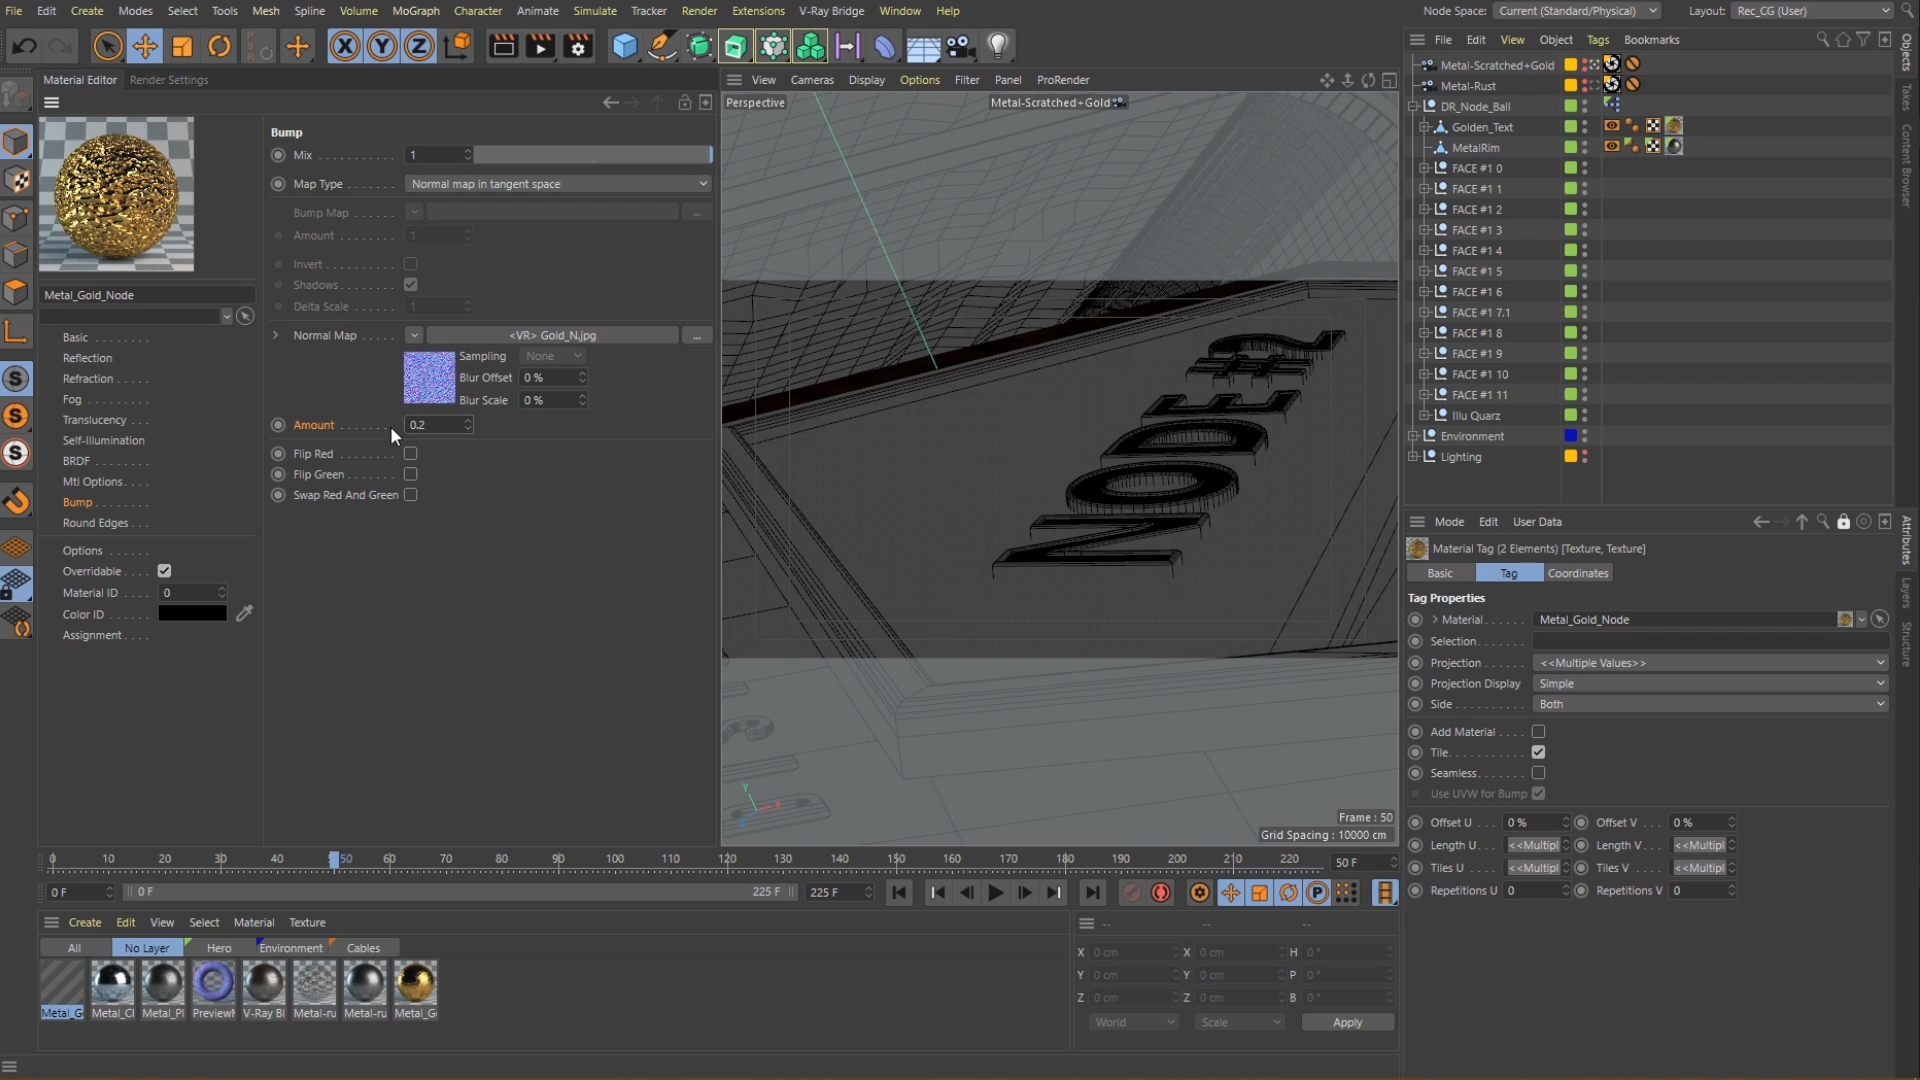 File Edit Create Modes Select Tools Mesh Spline Volume MoGraph Character Animate Simulate Tracker Render Extensions V-Ray Bridge Window Help
Node Space: Current (Standard/Physical) Layout: Rec_CG (User)
X Y Z
P
S
R
Material Editor Render Settings
Metal_Gold_Node
Basic
Reflection
Refraction
Fog
Translucency
Self-Illumination
BRDF
Mtl Options
Bump
Round Edges
Options
Overridable
Material ID 0
Color ID
Assignment
Bump
Mix 1
Map Type Normal map in tangent space
Bump Map ...
Amount 1
Invert
Shadows
Delta Scale 1
Normal Map <VR> Gold_N.jpg ...
Sampling None
Blur Offset 0 %
Blur Scale 0 %
Amount 0.2
Flip Red
Flip Green
Swap Red And Green
S
S
S
View Cameras Display Options Filter Panel ProRender
Perspective Metal-Scratched+Gold
NODE #2
Y X Z
Frame : 50
Grid Spacing : 10000 cm
File Edit View Object Tags Bookmarks
Metal-Scratched+Gold
Metal-Rust
DR_Node_Ball
Golden_Text
MetalRim
FACE #1 0
FACE #1 1
FACE #1 2
FACE #1 3
FACE #1 4
FACE #1 5
FACE #1 6
FACE #1 7.1
FACE #1 8
FACE #1 9
FACE #1 10
FACE #1 11
Illu Quarz
Environment
Lighting
Objects
Takes
Content Browser
Mode Edit User Data
Material Tag (2 Elements) [Texture, Texture]
Basic Tag Coordinates
Tag Properties
Material Metal_Gold_Node
Selection
Projection <<Multiple Values>>
Projection Display Simple
Side Both
Add Material
Tile
Seamless
Use UVW for Bump
Offset U 0 % Offset V 0 %
Length U <<Multipl Length V <<Multipl
Tiles U <<Multipl Tiles V <<Multipl
Repetitions U 0 Repetitions V 0
Attributes
Layers
Structure
0 10 20 30 40 50 60 70 80 90 100 110 120 130 140 150 160 170 180 190 200 210 220 50 F
0 F 0 F 225 F 225 F
P
Create Edit View Select Material Texture
All No Layer Hero Environment Cables
Metal_G Metal_Cl Metal_Pl PreviewM V-Ray Bl Metal-ru Metal-ru Metal_G
-- -- --
X 0 cm X 0 cm H 0 °
Y 0 cm Y 0 cm P 0 °
Z 0 cm Z 0 cm B 0 °
World Scale Apply